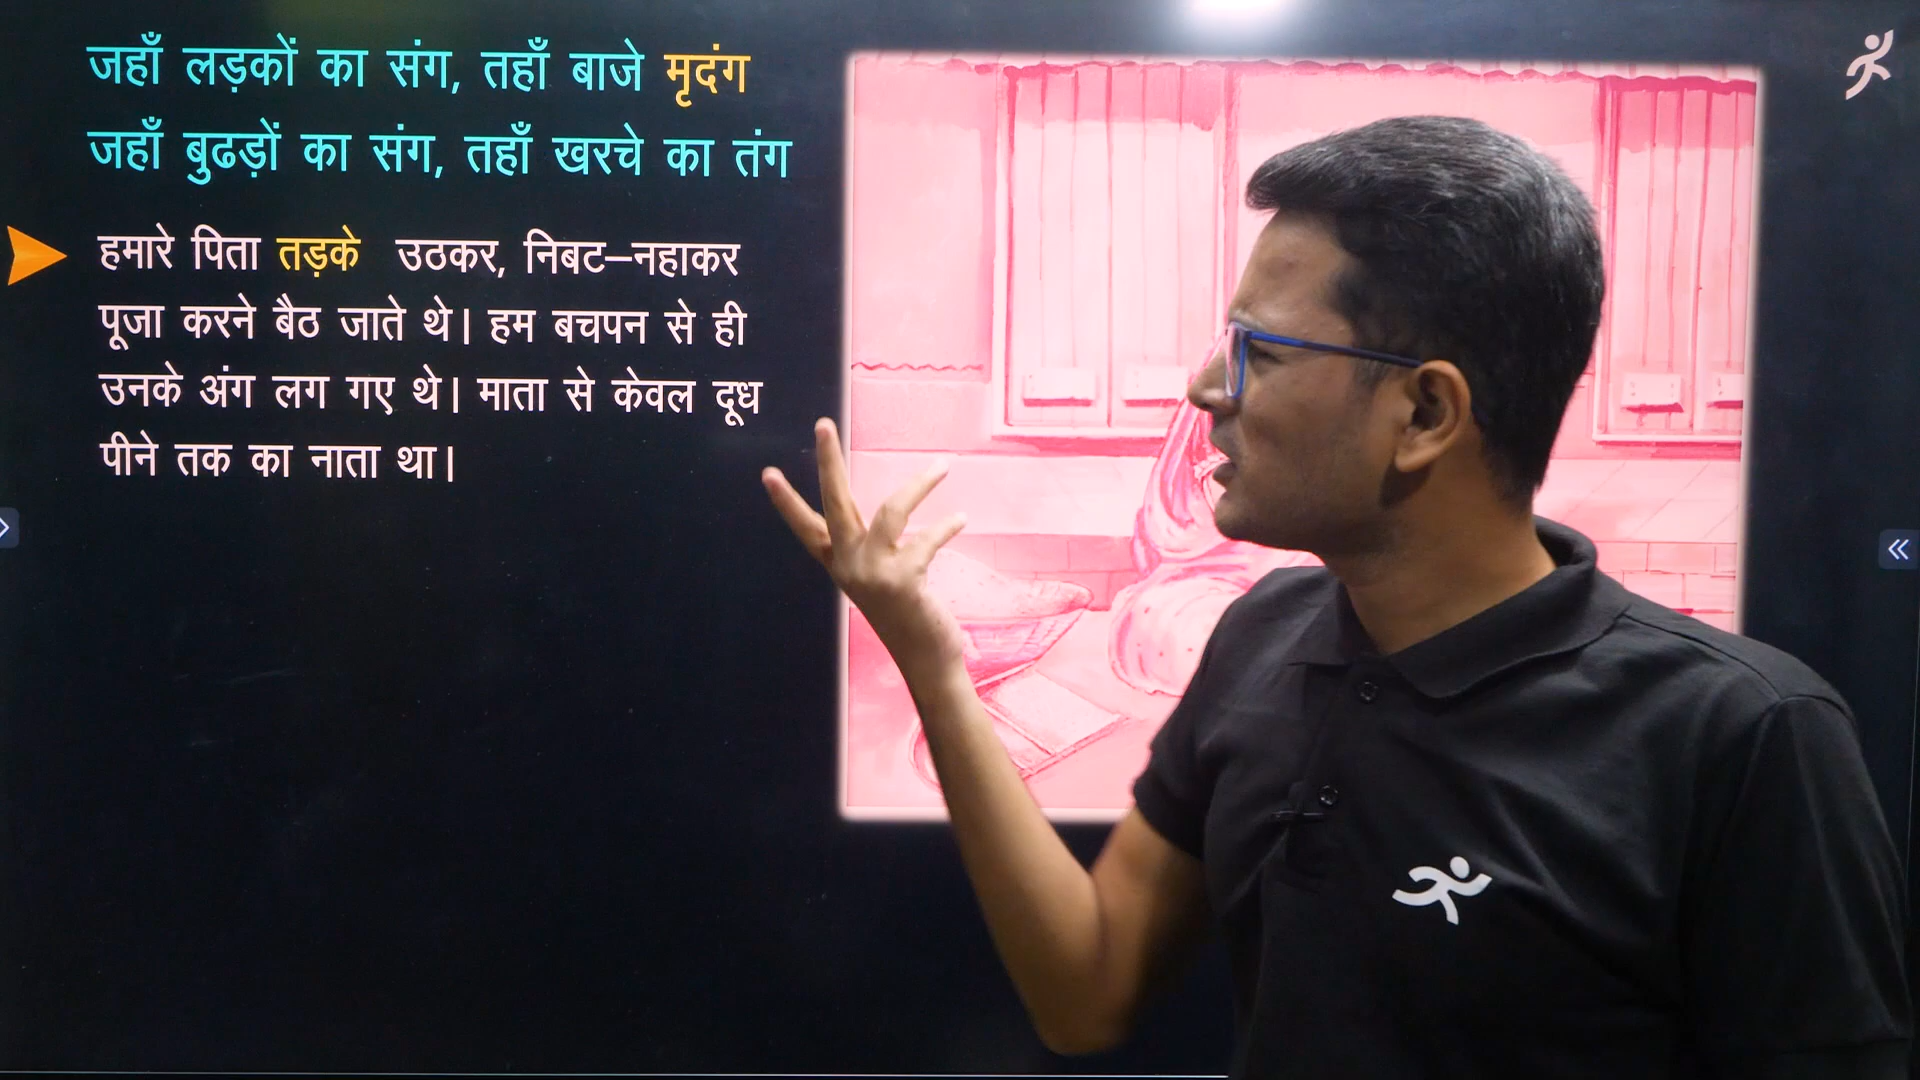 जहाँ लड़कों का संग, तहाँ बाजे मृदंग
जहाँ बुढड़ों का संग, तहाँ खरचे का तंग
हमारे पिता तड़के उठकर, निबट–नहाकर
पूजा करने बैठ जाते थे। हम बचपन से ही
उनके अंग लग गए थे। माता से केवल दूध
पीने तक का नाता था।